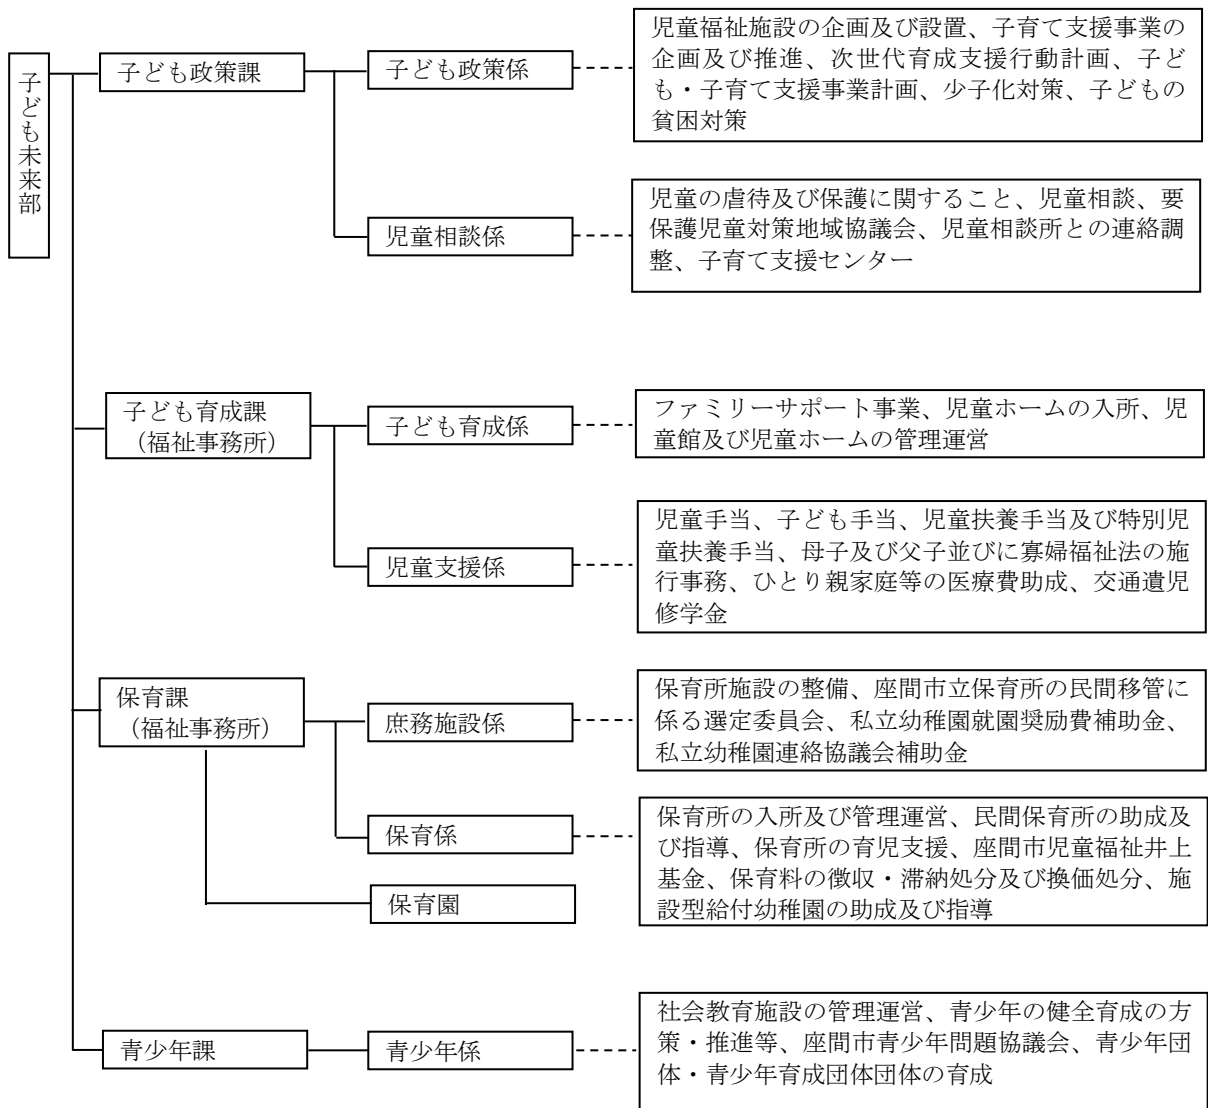 子ども未来部
子ども政策課
子ども政策係
児童福祉施設の企画及び設置、子育て支援事業の
企画及び推進、次世代育成支援行動計画、子ど
も・子育て支援事業計画、少子化対策、子どもの
貧困対策
児童相談係
児童の虐待及び保護に関すること、児童相談、要
保護児童対策地域協議会、児童相談所との連絡調
整、子育て支援センター
子ども育成課
（福祉事務所）
子ども育成係
ファミリーサポート事業、児童ホームの入所、児
童館及び児童ホームの管理運営
児童支援係
児童手当、子ども手当、児童扶養手当及び特別児
童扶養手当、母子及び父子並びに寡婦福祉法の施
行事務、ひとり親家庭等の医療費助成、交通遺児
修学金
保育課
（福祉事務所）
庶務施設係
保育所施設の整備、座間市立保育所の民間移管に
係る選定委員会、私立幼稚園就園奨励費補助金、
私立幼稚園連絡協議会補助金
保育係
保育所の入所及び管理運営、民間保育所の助成及
び指導、保育所の育児支援、座間市児童福祉井上
基金、保育料の徴収・滞納処分及び換価処分、施
設型給付幼稚園の助成及び指導
保育園
青少年課
青少年係
社会教育施設の管理運営、青少年の健全育成の方
策・推進等、座間市青少年問題協議会、青少年団
体・青少年育成団体団体の育成